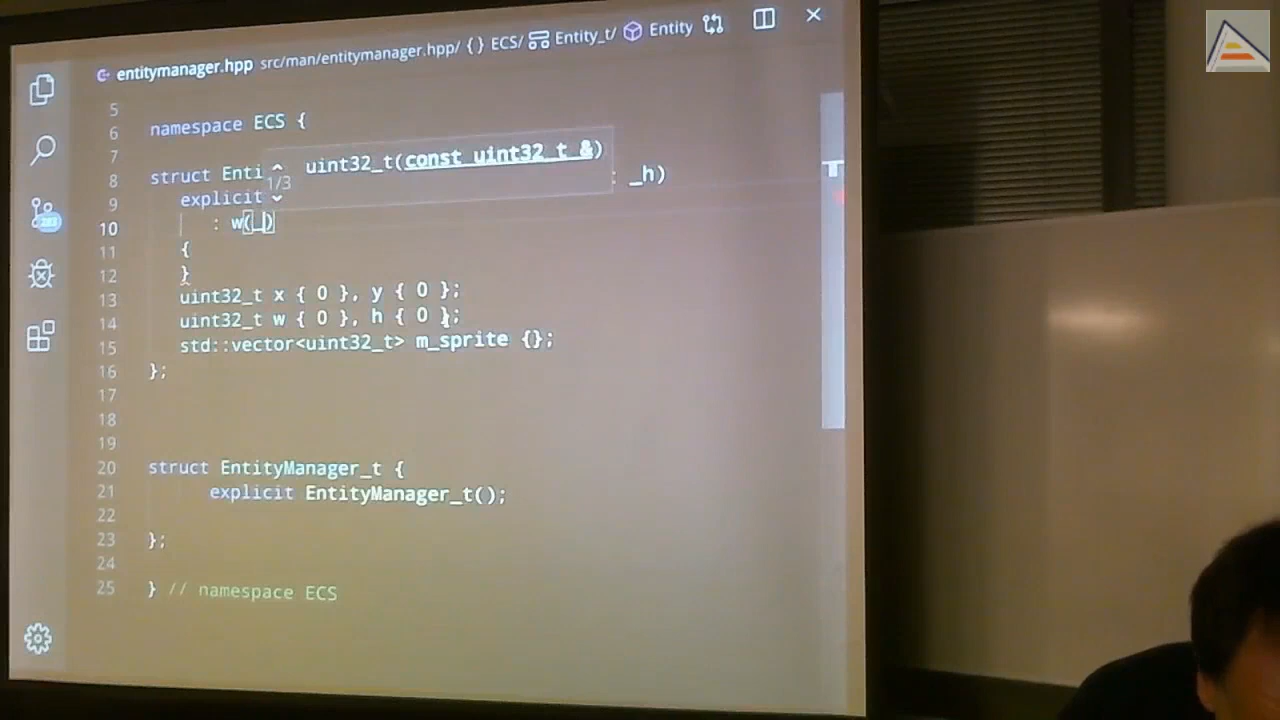 entitymanager.hpp src/man/entitymanager.hpp/ {} ECS/ Entity_t/ Entity
5
6 namespace ECS {
7
8 struct Enti
uint32_t(const uint32_t &)
1/3
_h)
9 explicit
10 : w(_)
11 {
12 }
13 uint32_t x { 0 }, y { 0 };
14 uint32_t w { 0 }, h { 0 };
15 std::vector<uint32_t> m_sprite {};
16 };
17
18
19
20 struct EntityManager_t {
21 explicit EntityManager_t();
22
23 };
24
25 } // namespace ECS